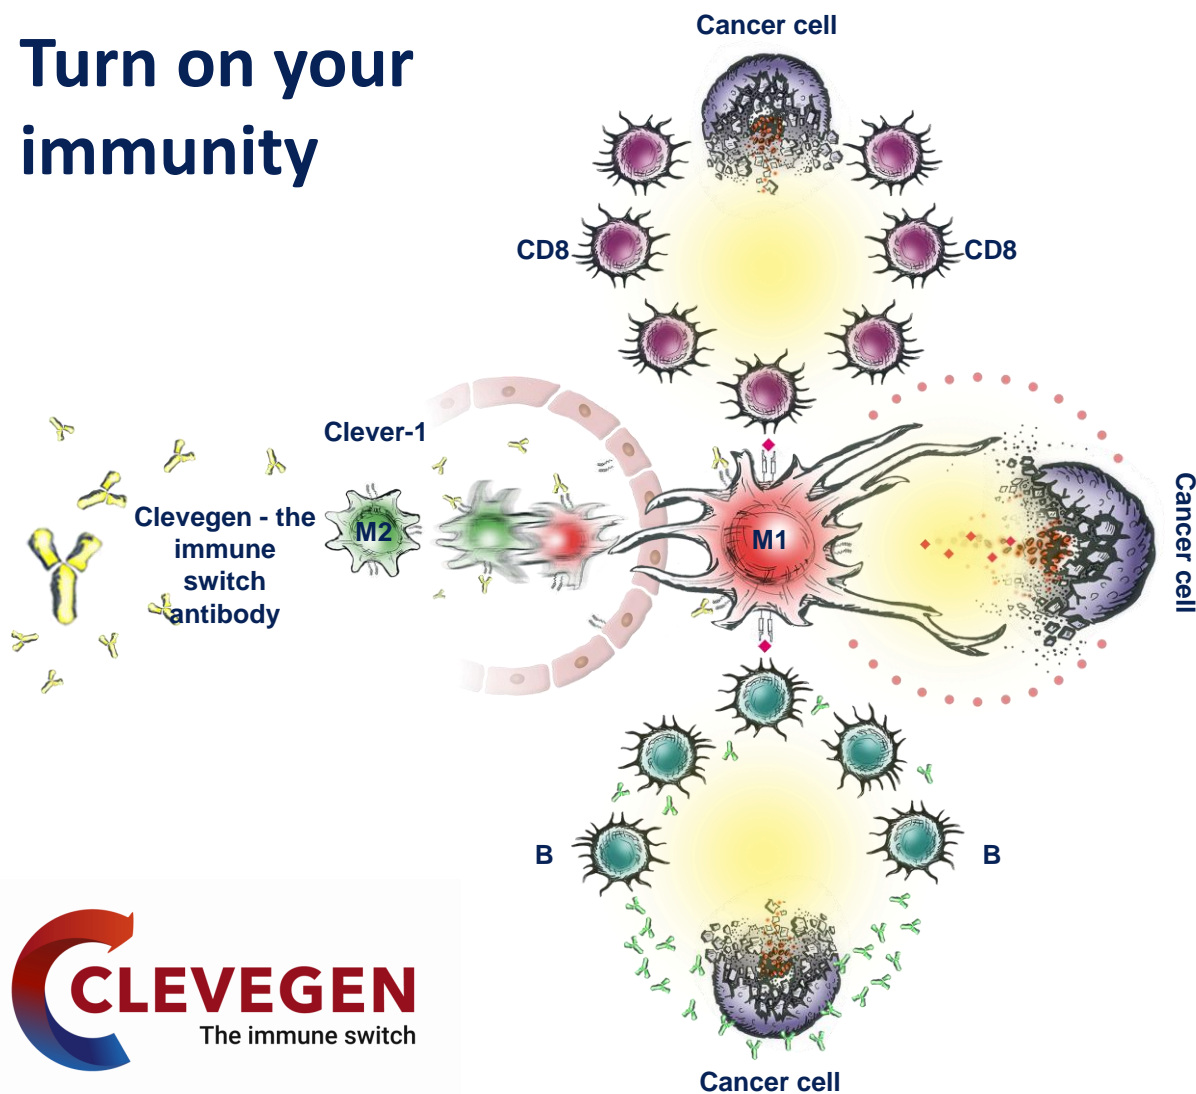 Turn on your
immunity
Cancer cell
CD8
CD8
Clever-1
Clevegen - the
immune
switch
antibody
M2
M1
Cancer cell
B
B
CLEVEGEN
The immune switch
Cancer cell